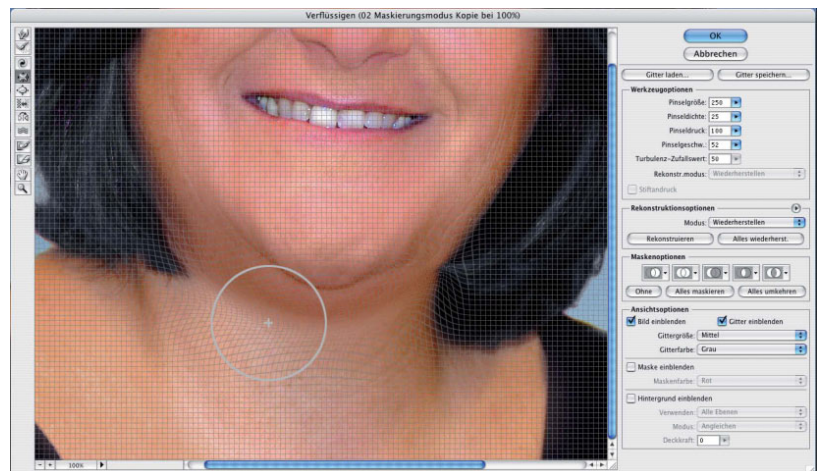 Verflüssigen (02 Maskierungsmodus Kopie bei 100%)
OK
Abbrechen
Gitter laden...
Gitter speichern...
Werkzeugoptionen
Pinselgröße: 250
Pinseldichte: 25
Pinseldruck: 100
Pinselgeschw.: 52
Turbulenz-Zufallswert: 50
Rekonstr.modus: Wiederherstellen
Stiftandruck
Rekonstruktionsoptionen
Modus: Wiederherstellen
Rekonstruieren
Alles wiederherst.
Maskenoptionen
Ohne
Alles maskieren
Alles umkehren
Ansichtsoptionen
Bild einblenden
Gitter einblenden
Gittergröße: Mittel
Gitterfarbe: Grau
Maske einblenden
Maskenfarbe: Rot
Hintergrund einblenden
Verwenden: Alle Ebenen
Modus: Angleichen
Deckkraft: 0
- + 100%